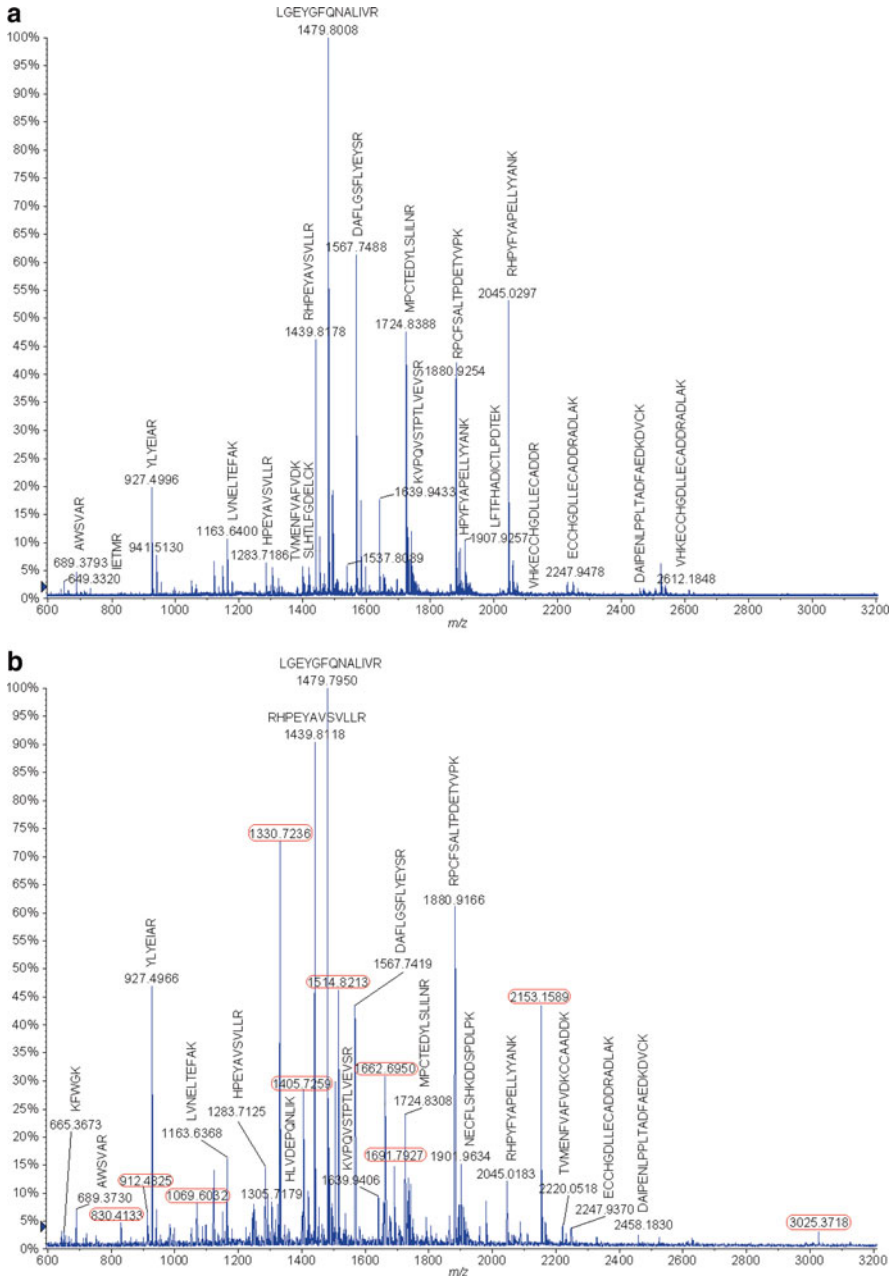 a
LGEYGFQNALIVR
1479.8008
100%
95%
90%
85%
80%
75%
70%
65%
60%
55%
50%
45%
40%
35%
30%
25%
20%
15%
10%
5%
0%
AWSVAR
689.3793
649.3320
IETMR
YLYEIAR
927.4996
941.5130
LVNELTEFAK
1163.6400
HPEYAVSVLLR
1283.7186
TVMENFVAFVDK
SLHTLFGDELCK
RHPEYAVSVLLR
1439.8178
DAFLGSFLYEYSR
1567.7488
1537.8089
1639.9433
KVPQVSTPTLVEVSR
MPCTEDYLSLILNR
1724.8388
RPCFSALTPDETYVPK
1880.9254
HPYFYAPELLYYANK
1907.9257
LFTFHADICTLPDTEK
RHPYFYAPELLYYANK
2045.0297
VHKECCHGDLLECADDR
ECCHGDLLECADDRADLAK
2247.9478
DAIPENLPPLTADFAEDKDVCK
2612.1848
VHKECCHGDLLECADDRADLAK
600 800 1000 1200 1400 1600 1800 2000 2200 2400 2600 2800 3000 3200
m/z
b
LGEYGFQNALIVR
1479.7950
100%
95%
90%
85%
80%
75%
70%
65%
60%
55%
50%
45%
40%
35%
30%
25%
20%
15%
10%
5%
0%
KFWGK
665.3673
AWSVAR
689.3730
830.4133
912.4825
YLYEIAR
927.4966
1069.6032
LVNELTEFAK
1163.6368
HPEYAVSVLLR
1283.7125
1305.7179
HLVDEPQNLIK
1330.7236
1405.7259
RHPEYAVSVLLR
1439.8118
1514.8213
DAFLGSFLYEYSR
1567.7419
KVPQVSTPTLVEVSR
1639.9406
1662.6950
1691.7927
MPCTEDYLSLILNR
1724.8308
RPCFSALTPDETYVPK
1880.9166
NECFLSHKDDSPDLPK
1901.9634
RHPYFYAPELLYYANK
2045.0183
2153.1589
TVMENFVAFVDKCCAADDK
2220.0518
ECCHGDLLECADDRADLAK
2247.9370
DAIPENLPPLTADFAEDKDVCK
2458.1830
3025.3718
600 800 1000 1200 1400 1600 1800 2000 2200 2400 2600 2800 3000 3200
m/z